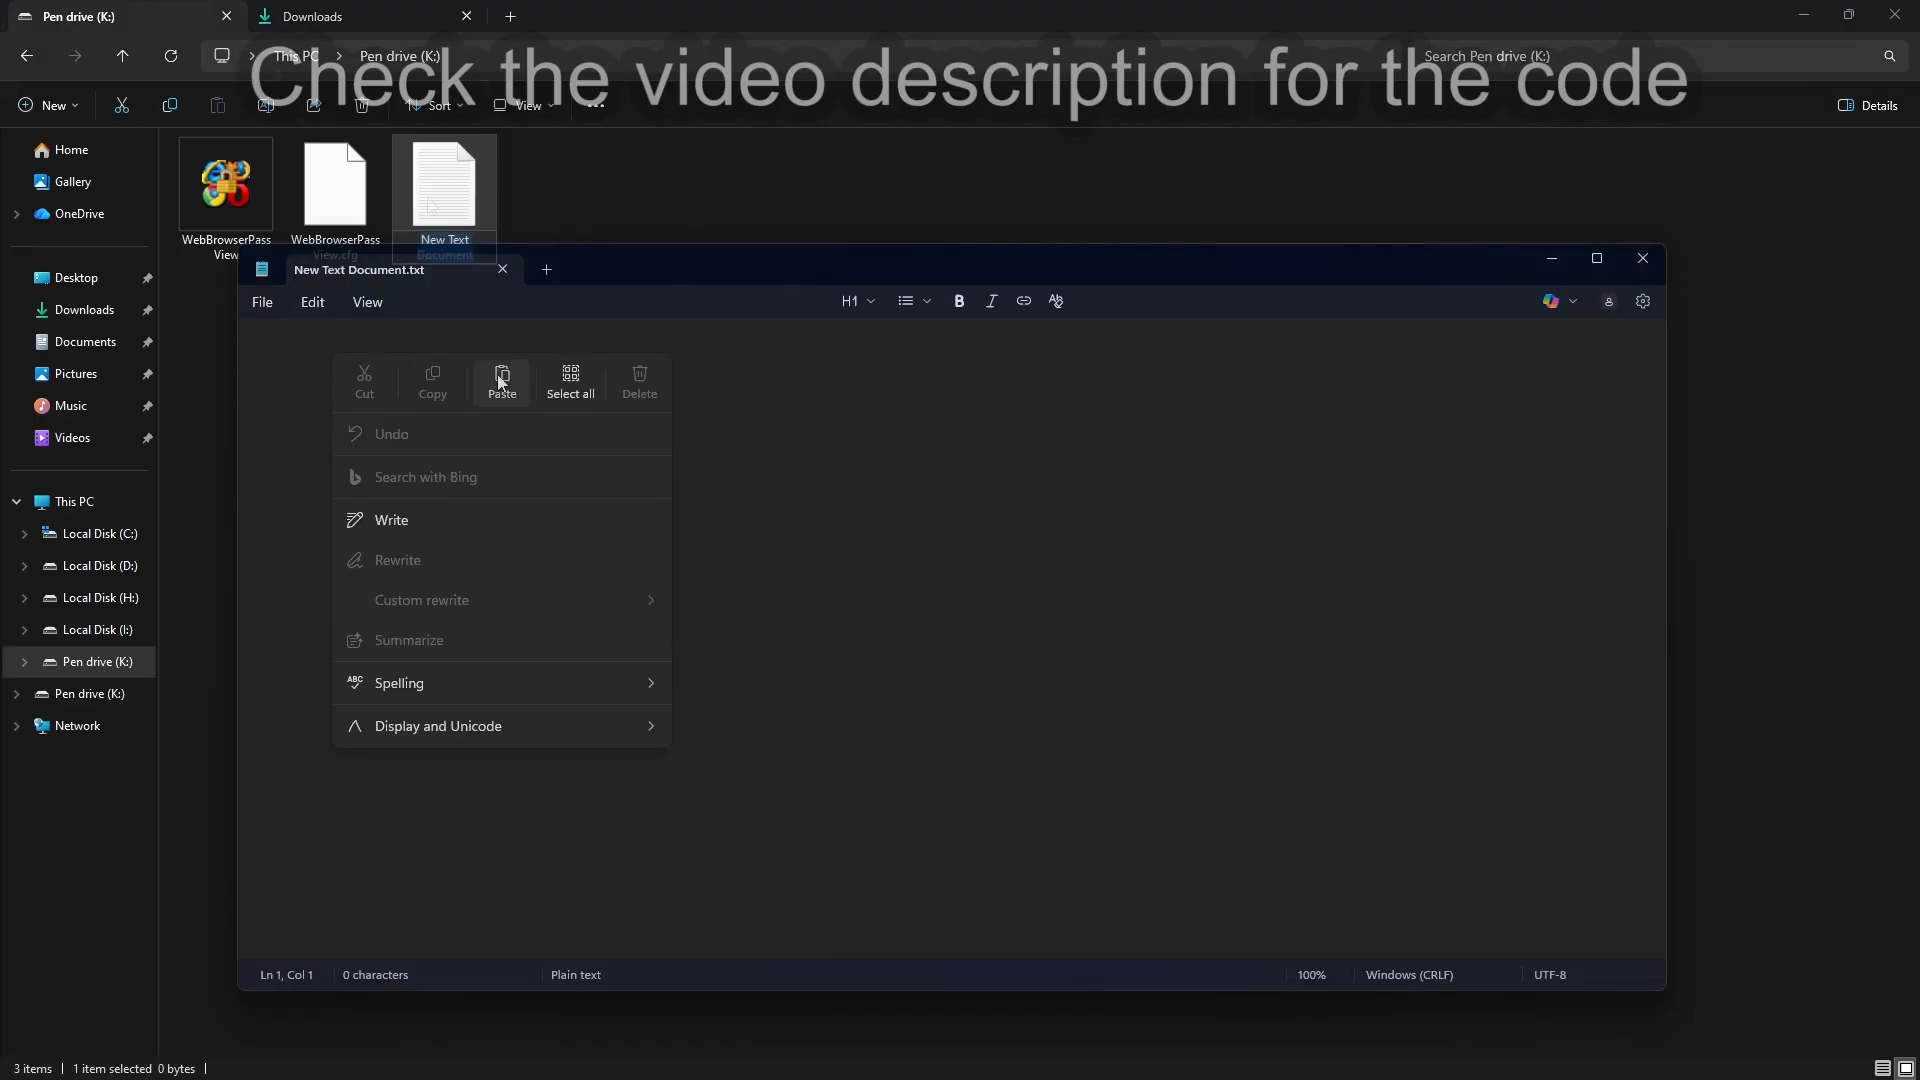 Pen drive (K:)
Downloads
This PC
Pen drive (K:)
Search Pen drive (K:)
Check the video description for the code
New
Sort
View
Details
Home
Gallery
OneDrive
Desktop
Downloads
Documents
Pictures
Music
Videos
This PC
Local Disk (C:)
Local Disk (D:)
Local Disk (H:)
Local Disk (I:)
Pen drive (K:)
Pen drive (K:)
Network
WebBrowserPass
View
WebBrowserPass
View.cfg
New Text
Document
New Text Document.txt
File
Edit
View
H1
B
I
Cut
Copy
Paste
Select all
Delete
Undo
Search with Bing
Write
Rewrite
Custom rewrite
Summarize
ABC
Spelling
Display and Unicode
Ln 1, Col 1
0 characters
Plain text
100%
Windows (CRLF)
UTF-8
3 items
1 item selected 0 bytes